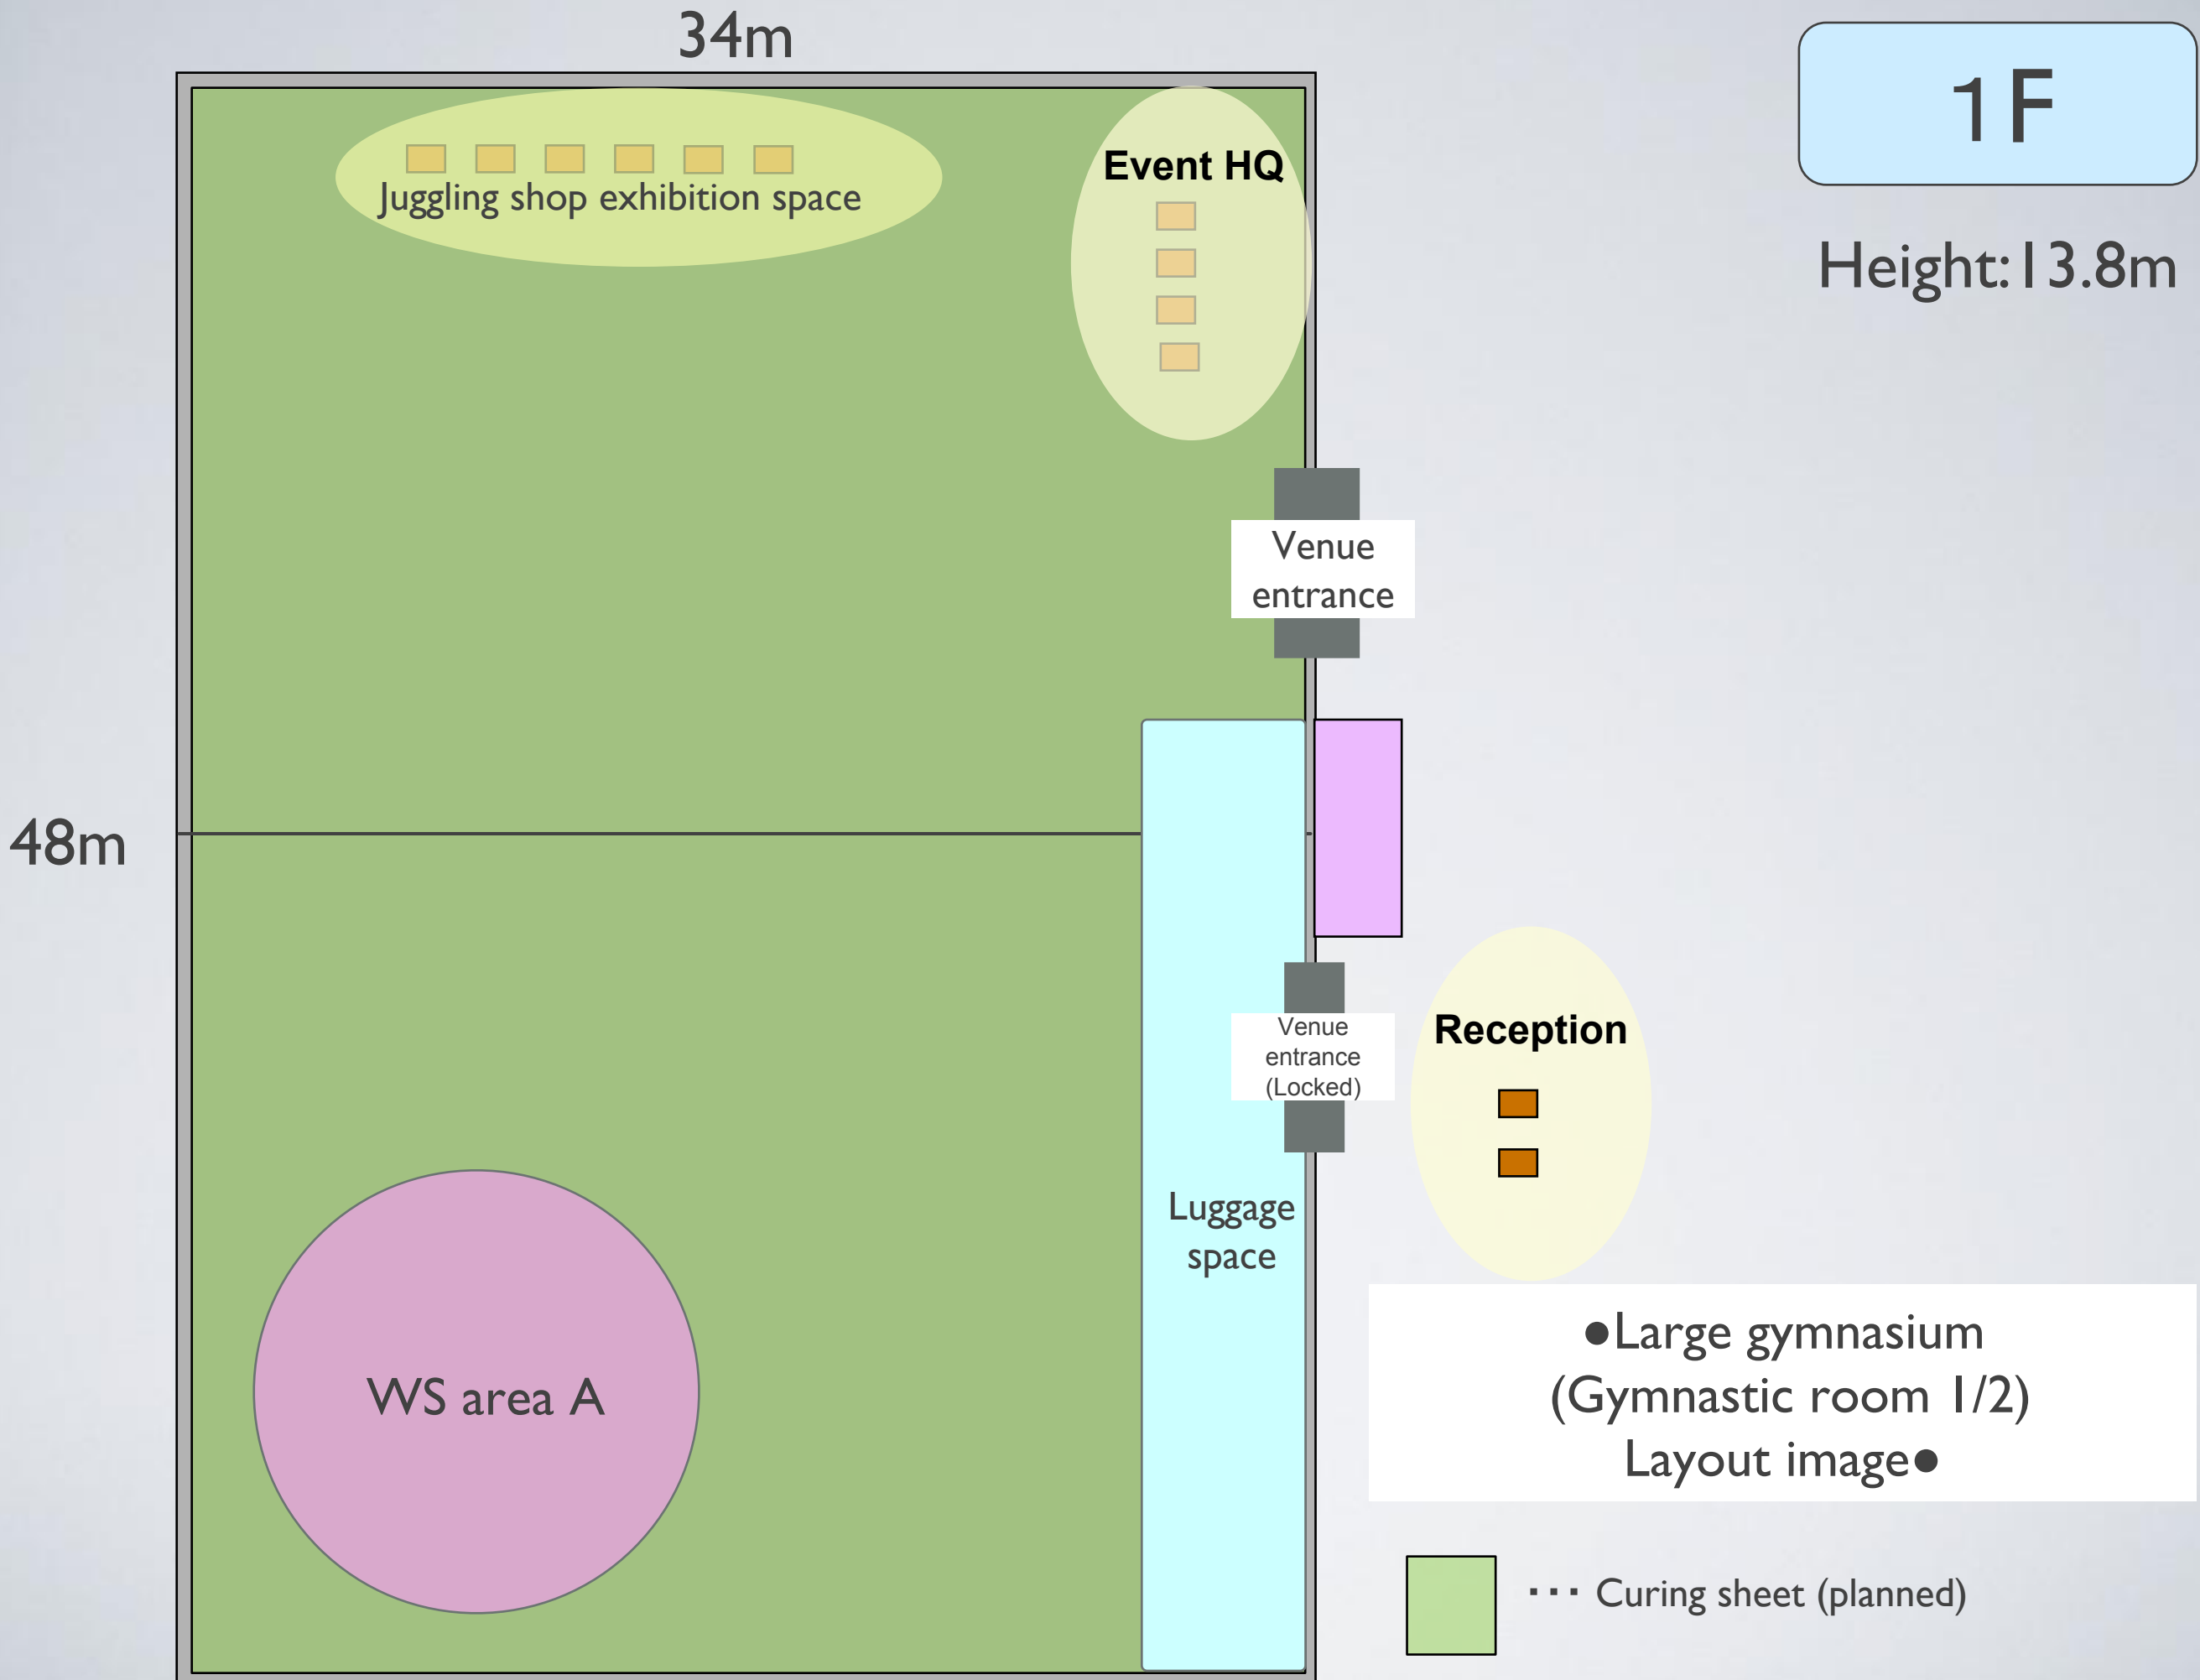 34m
1F
Height:13.8m
Juggling shop exhibition space
Event HQ
Venue
entrance
48m
Venue
entrance
(Locked)
Reception
Luggage
space
WS area A
●Large gymnasium
(Gymnastic room 1/2)
Layout image●
･･･ Curing sheet (planned)